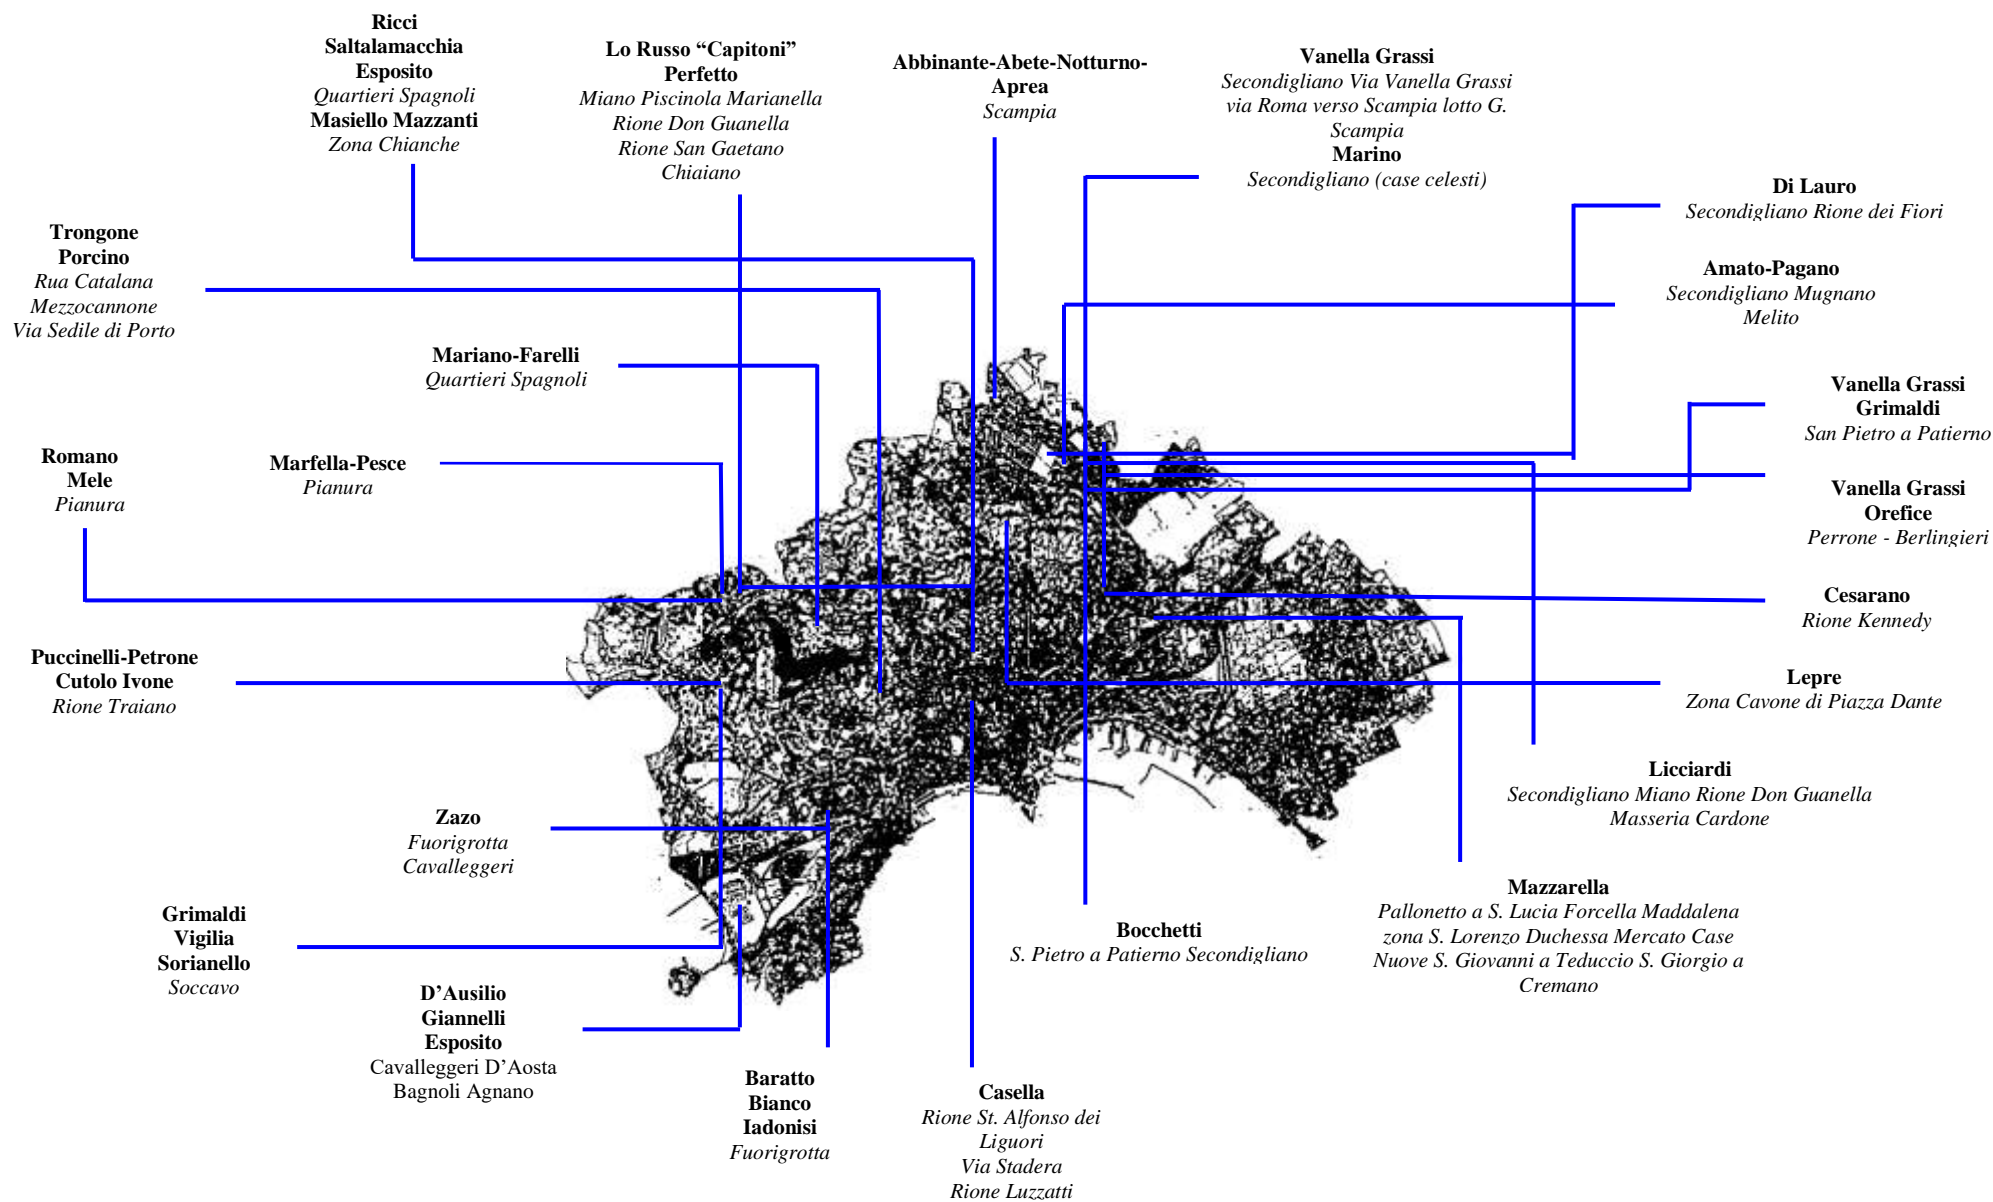 Ricci
Saltalamacchia
Esposito
Quartieri Spagnoli
Masiello Mazzanti
Zona Chianche
Lo Russo “Capitoni”
Perfetto
Miano Piscinola Marianella
Rione Don Guanella
Rione San Gaetano
Chiaiano
Abbinante-Abete-Notturno-
Aprea
Scampia
Vanella Grassi
Secondigliano Via Vanella Grassi
via Roma verso Scampia lotto G.
Scampia
Marino
Secondigliano (case celesti)
Di Lauro
Secondigliano Rione dei Fiori
Trongone
Porcino
Rua Catalana
Mezzocannone
Via Sedile di Porto
Amato-Pagano
Secondigliano Mugnano
Melito
Mariano-Farelli
Quartieri Spagnoli
Vanella Grassi
Grimaldi
San Pietro a Patierno
Romano
Mele
Pianura
Marfella-Pesce
Pianura
Vanella Grassi
Orefice
Perrone - Berlingieri
Cesarano
Rione Kennedy
Puccinelli-Petrone
Cutolo Ivone
Rione Traiano
Lepre
Zona Cavone di Piazza Dante
Licciardi
Secondigliano Miano Rione Don Guanella
Masseria Cardone
Zazo
Fuorigrotta
Cavalleggeri
Mazzarella
Pallonetto a S. Lucia Forcella Maddalena
zona S. Lorenzo Duchessa Mercato Case
Nuove S. Giovanni a Teduccio S. Giorgio a
Cremano
Grimaldi
Vigilia
Sorianello
Soccavo
Bocchetti
S. Pietro a Patierno Secondigliano
D’Ausilio
Giannelli
Esposito
Cavalleggeri D’Aosta
Bagnoli Agnano
Baratto
Bianco
Iadonisi
Fuorigrotta
Casella
Rione St. Alfonso dei
Liguori
Via Stadera
Rione Luzzatti